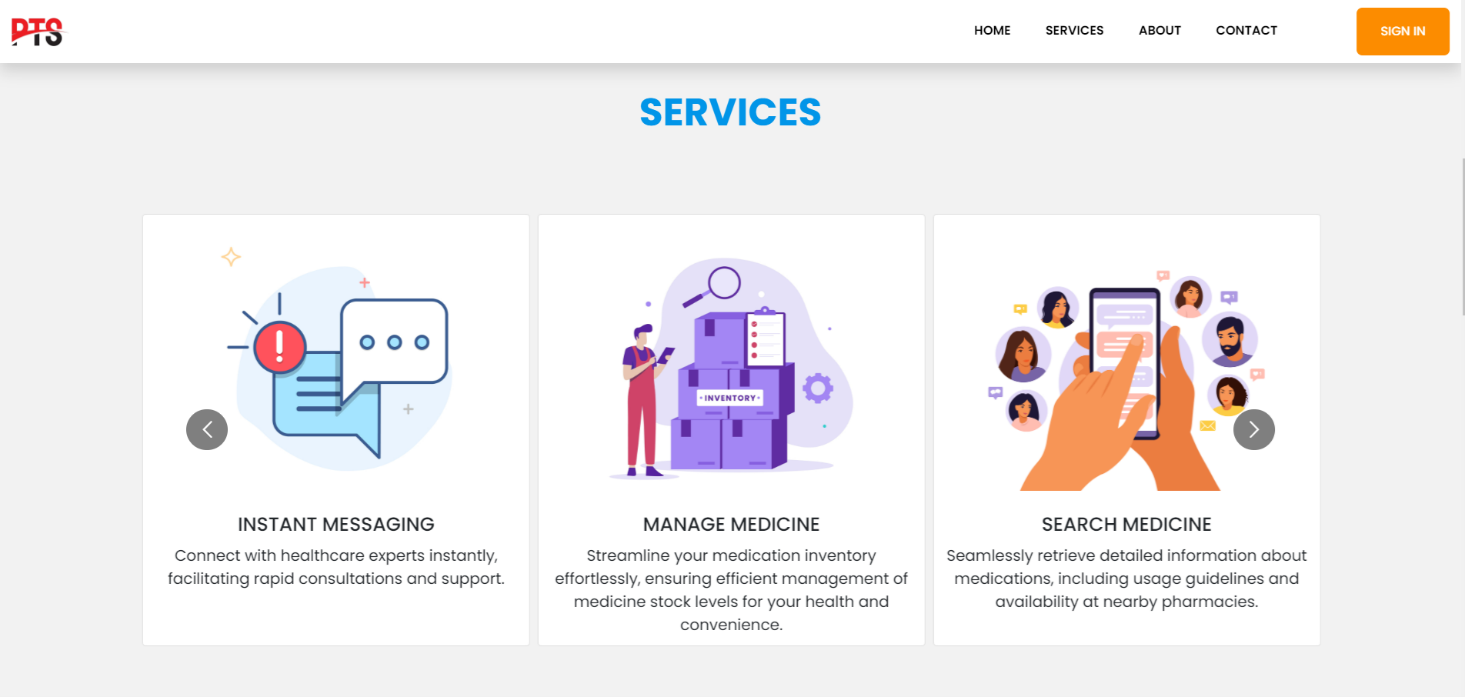 PTS
HOME
SERVICES
ABOUT
CONTACT
SIGN IN
SERVICES
INVENTORY
INSTANT MESSAGING
Connect with healthcare experts instantly,
facilitating rapid consultations and support.
MANAGE MEDICINE
Streamline your medication inventory
effortlessly, ensuring efficient management of
medicine stock levels for your health and
convenience.
SEARCH MEDICINE
Seamlessly retrieve detailed information about
medications, including usage guidelines and
availability at nearby pharmacies.